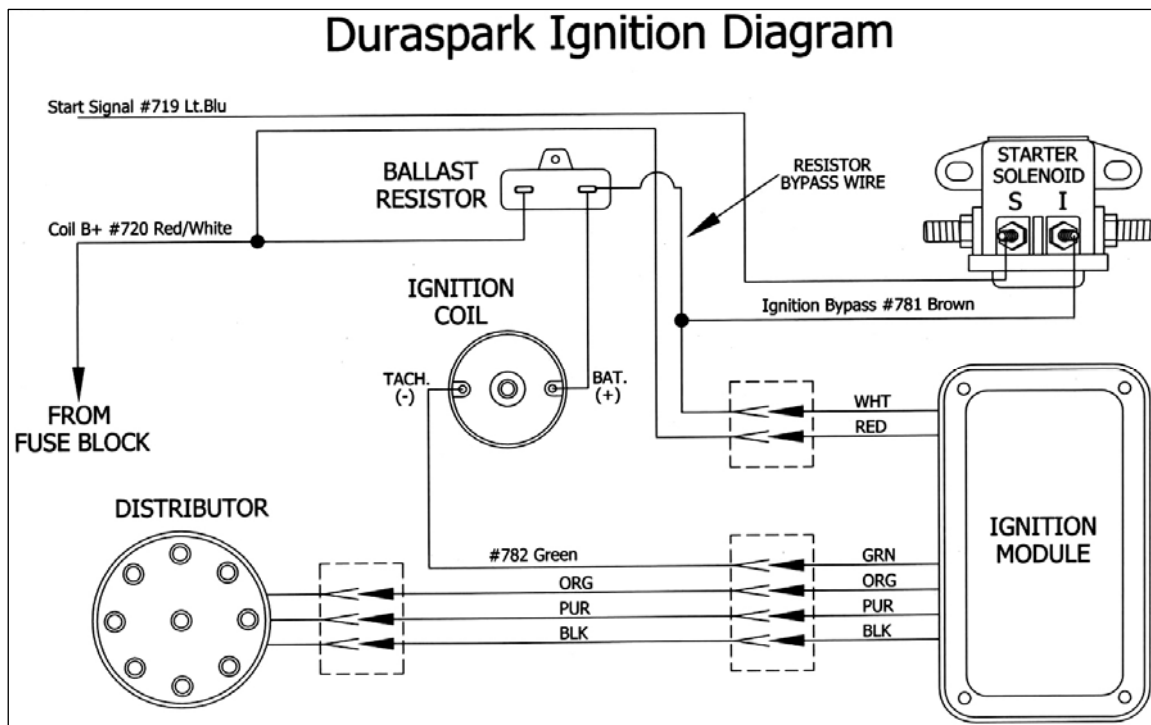 Duraspark Ignition Diagram
Start Signal #719 Lt.Blu
BALLAST
RESISTOR
RESISTOR
BYPASS WIRE
STARTER
SOLENOID
S I
Coil B+ #720 Red/White
IGNITION
COIL
Ignition Bypass #781 Brown
TACH.
(-)
BAT.
(+)
FROM
FUSE BLOCK
WHT
RED
DISTRIBUTOR
IGNITION
MODULE
#782 Green
GRN
ORG
ORG
PUR
PUR
BLK
BLK